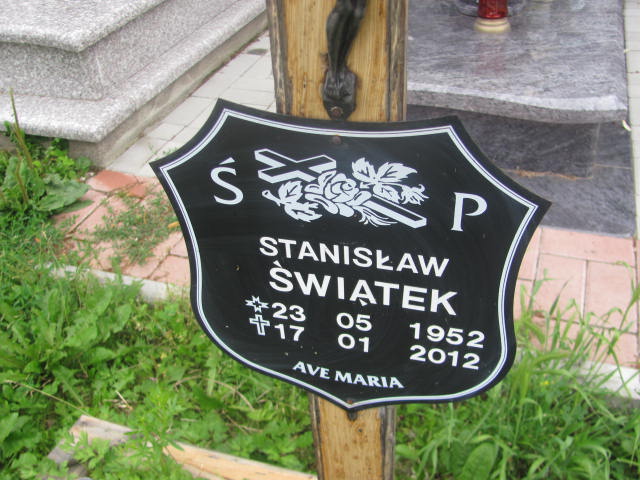 Ś P
STANISŁAW
ŚWIĄTEK
23 05 1952
17 01 2012
AVE MARIA